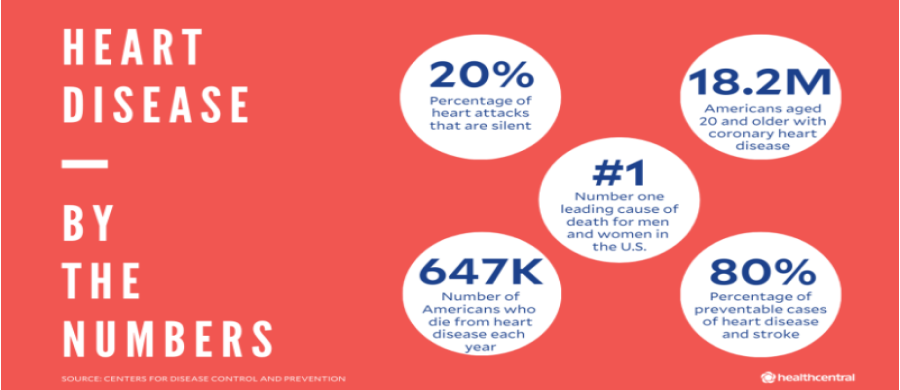 HEART
DISEASE
BY
THE
NUMBERS
SOURCE: CENTERS FOR DISEASE CONTROL AND PREVENTION
20%
Percentage of
heart attacks
that are silent
18.2M
Americans aged
20 and older with
coronary heart
disease
#1
Number one
leading cause of
death for men
and women in
the U.S.
647K
Number of
Americans who
die from heart
disease each
year
80%
Percentage of
preventable cases
of heart disease
and stroke
healthcentral